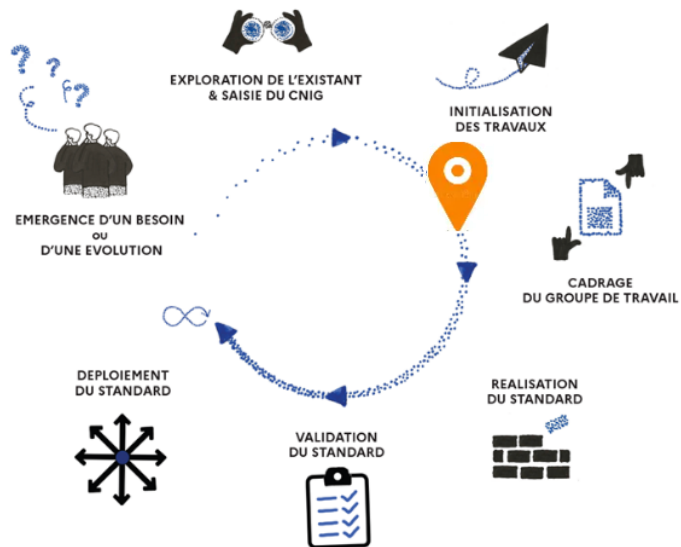 EXPLORATION DE L'EXISTANT
& SAISIE DU CNIG
INITIALISATION
DES TRAVAUX
CADRAGE
DU GROUPE DE TRAVAIL
REALISATION
DU STANDARD
VALIDATION
DU STANDARD
DEPLOIEMENT
DU STANDARD
EMERGENCE D'UN BESOIN
OU
D'UNE EVOLUTION
? ? ? ?